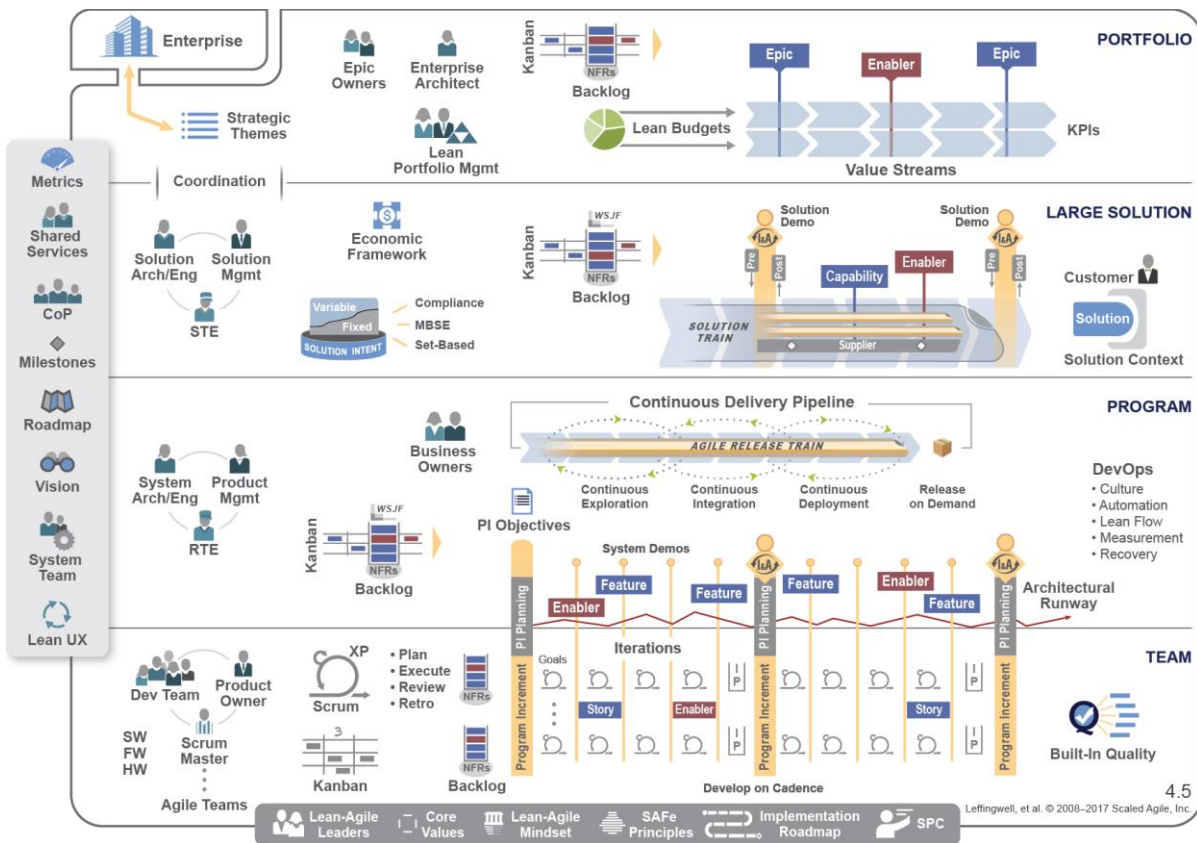 Enterprise
Strategic
Themes
Epic
Owners
Enterprise
Architect
Lean
Portfolio Mgmt
Kanban
NFRs
Backlog
Lean Budgets
Epic
Enabler
Epic
KPIs
Value Streams
PORTFOLIO
Metrics
Shared
Services
CoP
Milestones
Roadmap
Vision
System
Team
Lean UX
Coordination
Solution
Arch/Eng
Solution
Mgmt
STE
Economic
Framework
Variable
Fixed
SOLUTION INTENT
Compliance
MBSE
Set-Based
Kanban
WSJF
NFRs
Backlog
Solution
Demo
I&A
Pre
Post
Capability
Enabler
Solution
Demo
I&A
Pre
Post
SOLUTION
TRAIN
Supplier
LARGE SOLUTION
Customer
Solution
Solution Context
System
Arch/Eng
Product
Mgmt
RTE
Business
Owners
Kanban
WSJF
NFRs
Backlog
Continuous Delivery Pipeline
AGILE RELEASE TRAIN
Continuous
Exploration
Continuous
Integration
Continuous
Deployment
Release
on Demand
PROGRAM
DevOps
• Culture
• Automation
• Lean Flow
• Measurement
• Recovery
PI Objectives
System Demos
PI Planning
Enabler
Feature
Feature
I&A
PI Planning
Feature
Enabler
Feature
I&A
PI Planning
Architectural
Runway
Dev Team
Product
Owner
Scrum
Master
SW
FW
HW
Agile Teams
XP
Scrum
• Plan
• Execute
• Review
• Retro
3
Kanban
NFRs
NFRs
Backlog
Program Increment
Goals
Iterations
Story
Enabler
I
P
I
P
Program Increment
Story
I
P
I
P
Program Increment
Develop on Cadence
TEAM
Built-In Quality
4.5
Leffingwell, et al. © 2008–2017 Scaled Agile, Inc.
Lean-Agile
Leaders
Core
Values
Lean-Agile
Mindset
SAFe
Principles
Implementation
Roadmap
SPC